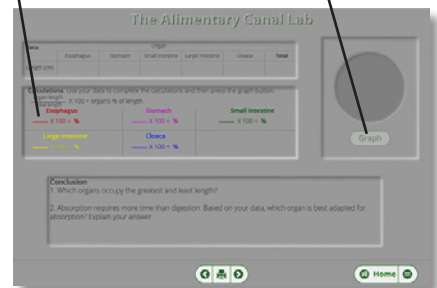 The Alimentary Canal Lab
Data Organ
Esophagus Stomach Small Intestine Large Intestine Cloaca Total
Length (cm)
Calculations. Use your data to complete the calculations and then press the graph button.
organ length
X 100 = organ's % of length
Esophagus Stomach Small Intestine
X 100 = % X 100 = % X 100 = %
Large Intestine Cloaca
X 100 = % X 100 = %
Graph
Conclusion
1. Which organs occupy the greatest and least length?
2. Absorption requires more time than digestion. Based on your data, which organ is best adapted for
absorption? Explain your answer
Home